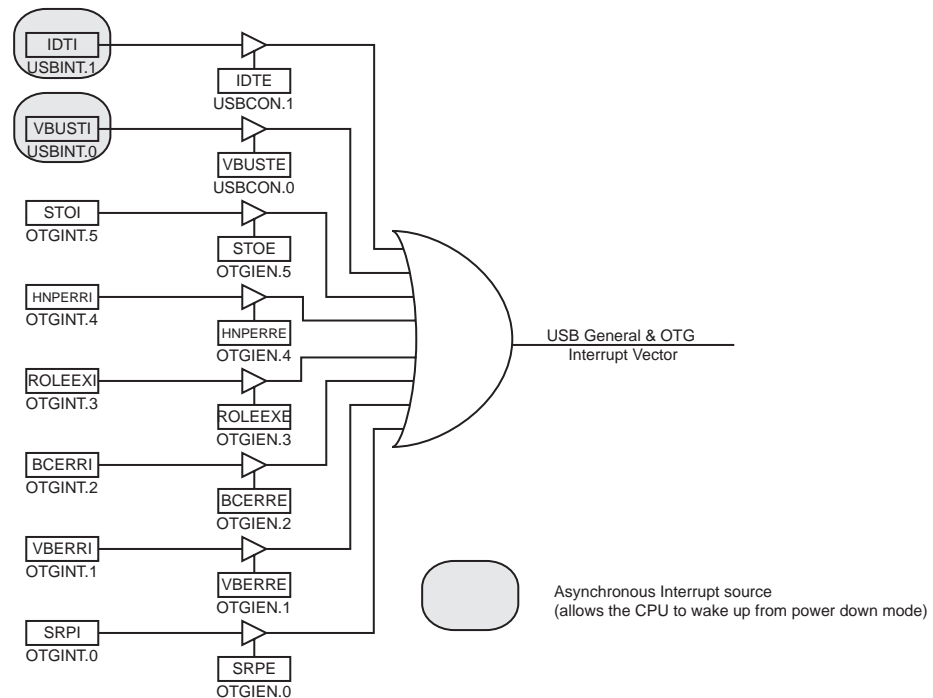 IDTI
USBINT.1
IDTE
USBCON.1
VBUSTI
USBINT.0
VBUSTE
USBCON.0
STOI
OTGINT.5
STOE
OTGIEN.5
HNPERRI
OTGINT.4
HNPERRE
OTGIEN.4
USB General & OTG
Interrupt Vector
ROLEEXI
OTGINT.3
ROLEEXE
OTGIEN.3
BCERRI
OTGINT.2
BCERRE
OTGIEN.2
VBERRI
OTGINT.1
VBERRE
OTGIEN.1
Asynchronous Interrupt source
(allows the CPU to wake up from power down mode)
SRPI
OTGINT.0
SRPE
OTGIEN.0